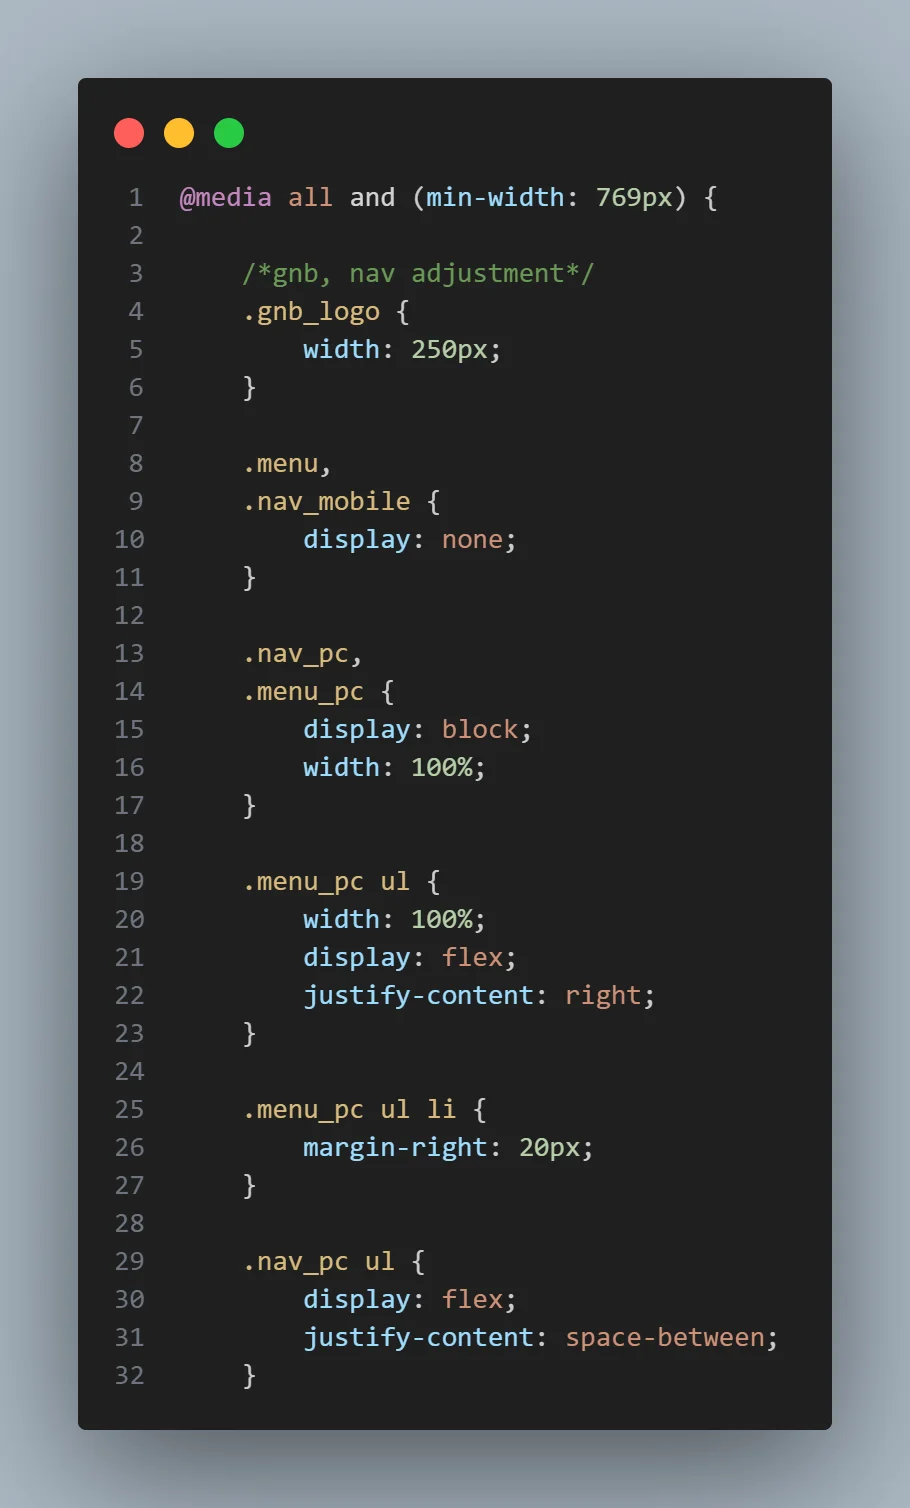 1 @media all and (min-width: 769px) {
2
3     /*gnb, nav adjustment*/
4     .gnb_logo {
5         width: 250px;
6     }
7
8     .menu,
9     .nav_mobile {
10         display: none;
11     }
12
13     .nav_pc,
14     .menu_pc {
15         display: block;
16         width: 100%;
17     }
18
19     .menu_pc ul {
20         width: 100%;
21         display: flex;
22         justify-content: right;
23     }
24
25     .menu_pc ul li {
26         margin-right: 20px;
27     }
28
29     .nav_pc ul {
30         display: flex;
31         justify-content: space-between;
32     }